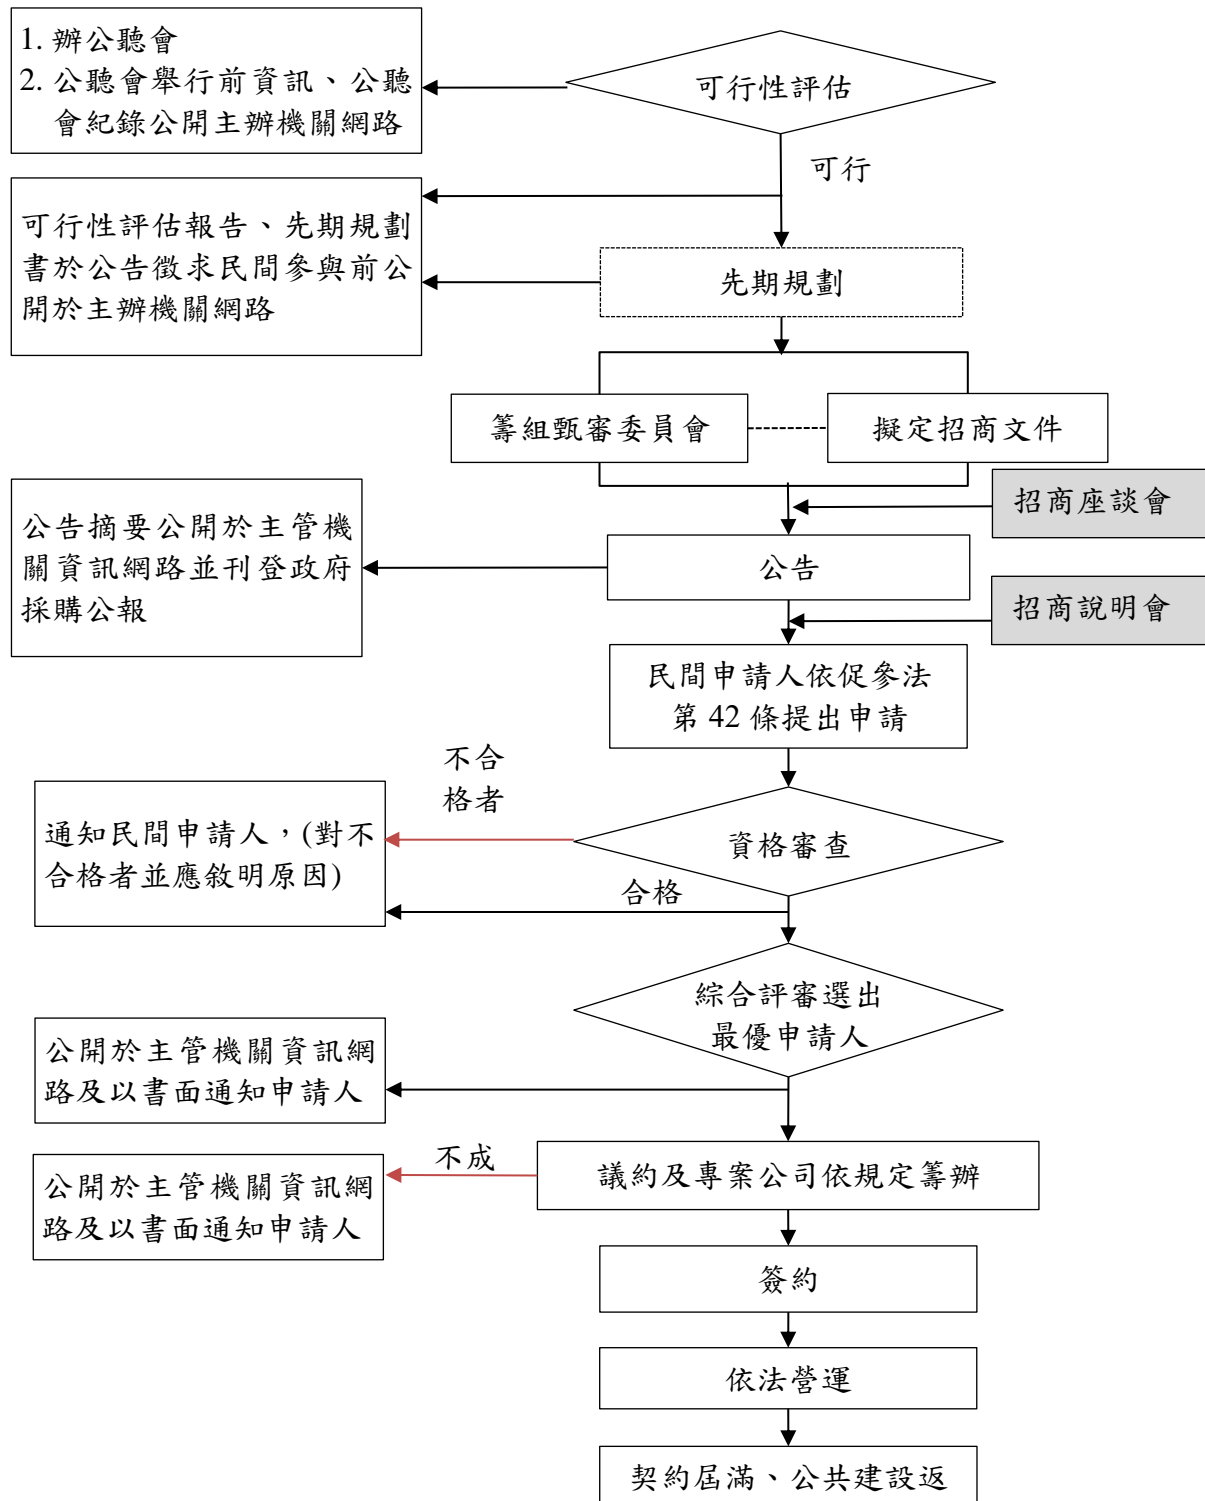 1. 辦公聽會
2. 公聽會舉行前資訊、公聽
會紀錄公開主辦機關網路
可行性評估
可行
可行性評估報告、先期規劃
書於公告徵求民間參與前公
開於主辦機關網路
先期規劃
籌組甄審委員會
擬定招商文件
招商座談會
公告摘要公開於主管機
關資訊網路並刊登政府
採購公報
公告
招商說明會
民間申請人依促參法
第 42 條提出申請
不合
格者
通知民間申請人，(對不
合格者並應敘明原因)
資格審查
合格
綜合評審選出
最優申請人
公開於主管機關資訊網
路及以書面通知申請人
不成
公開於主管機關資訊網
路及以書面通知申請人
議約及專案公司依規定籌辦
簽約
依法營運
契約屆滿、公共建設返